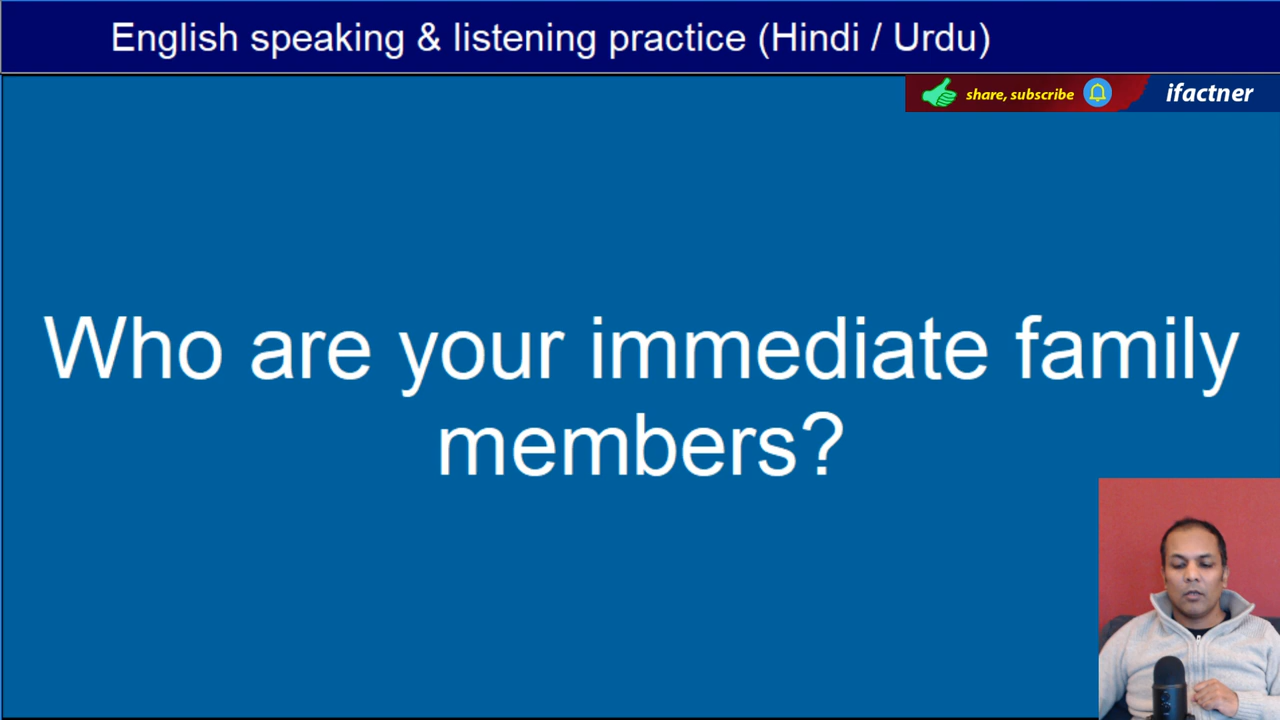 English speaking & listening practice (Hindi / Urdu)
share, subscribe
ifactner
Who are your immediate family
members?